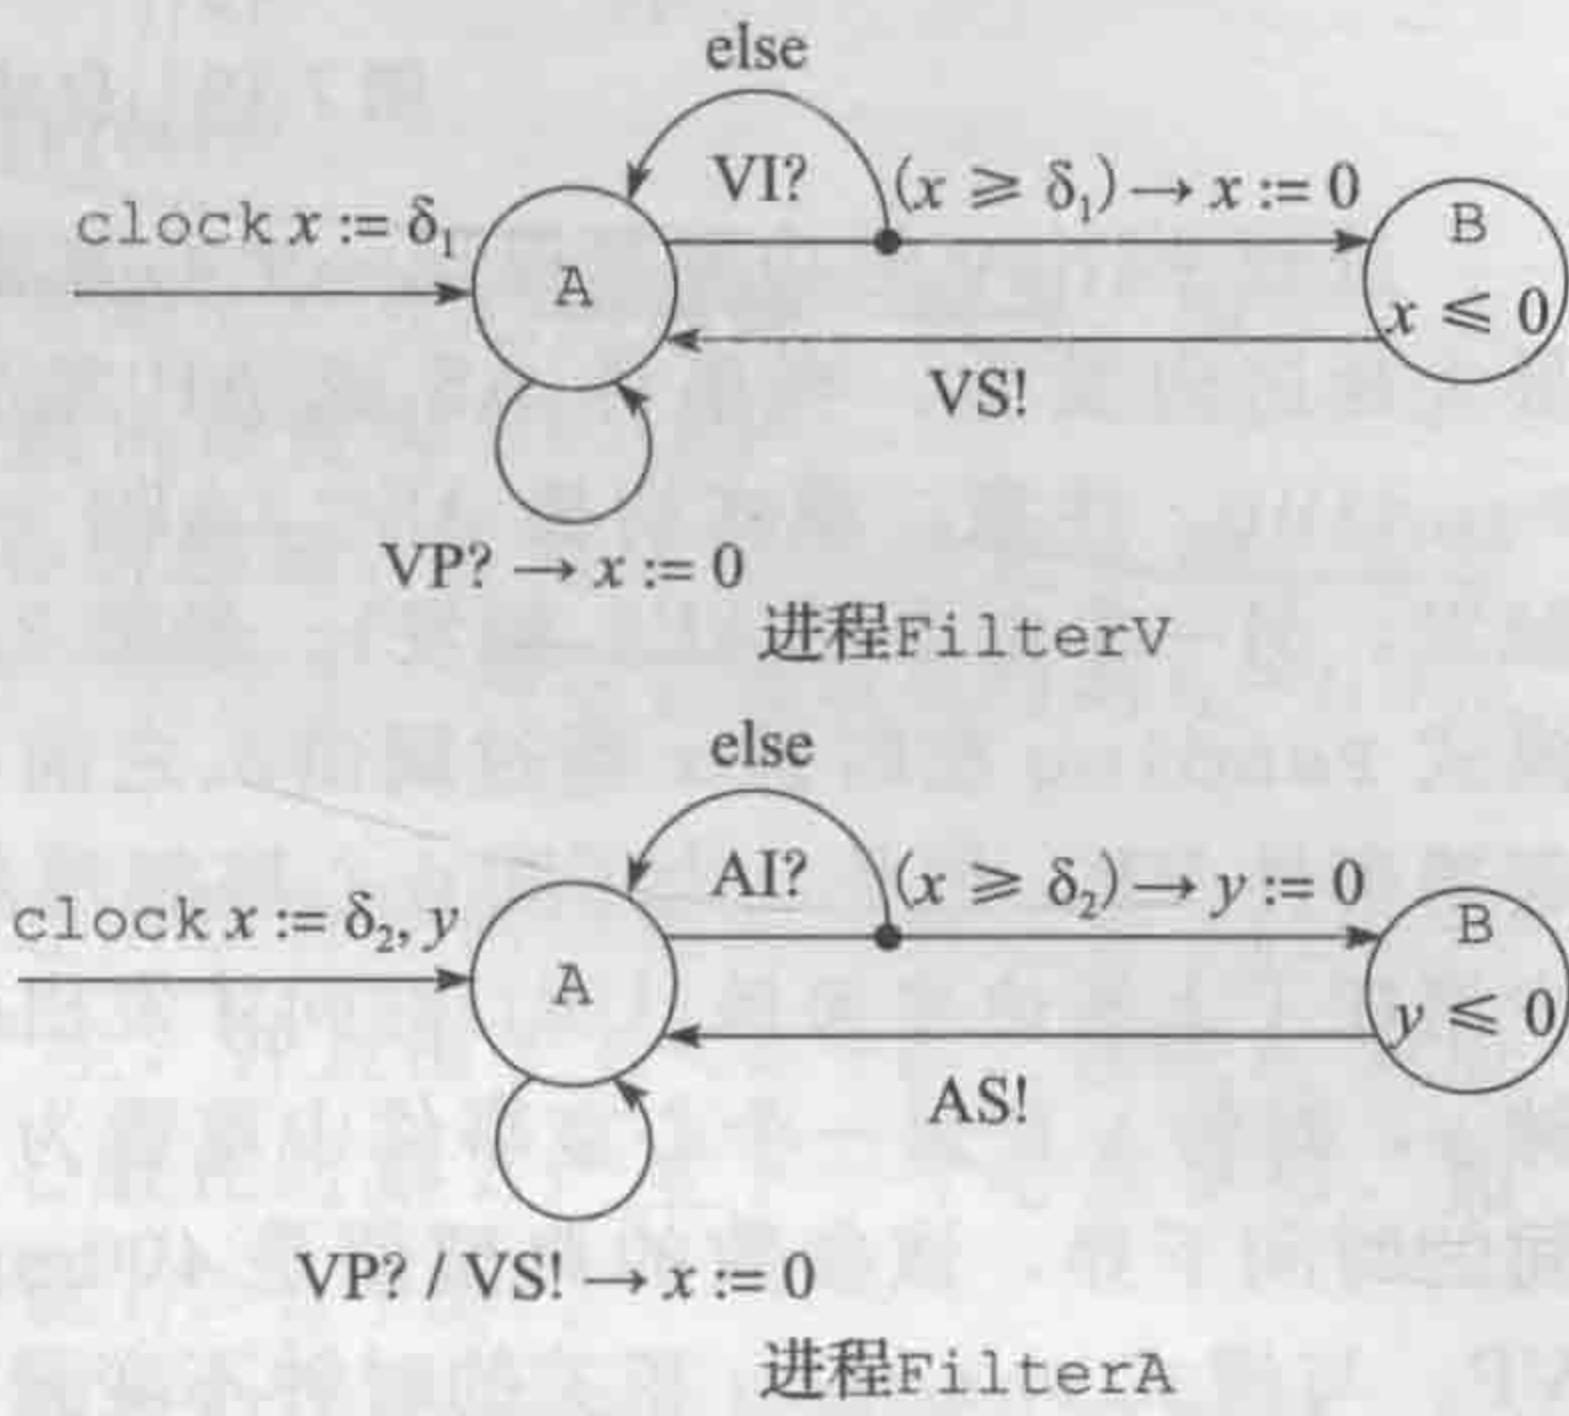 else
VI?
(x ⩾ δ₁) → x := 0
clock x := δ₁
A
B
x ⩽ 0
VS!
VP? → x := 0
进程FilterV
else
AI?
(x ⩾ δ₂) → y := 0
clock x := δ₂, y
A
B
y ⩽ 0
AS!
VP? / VS! → x := 0
进程FilterA